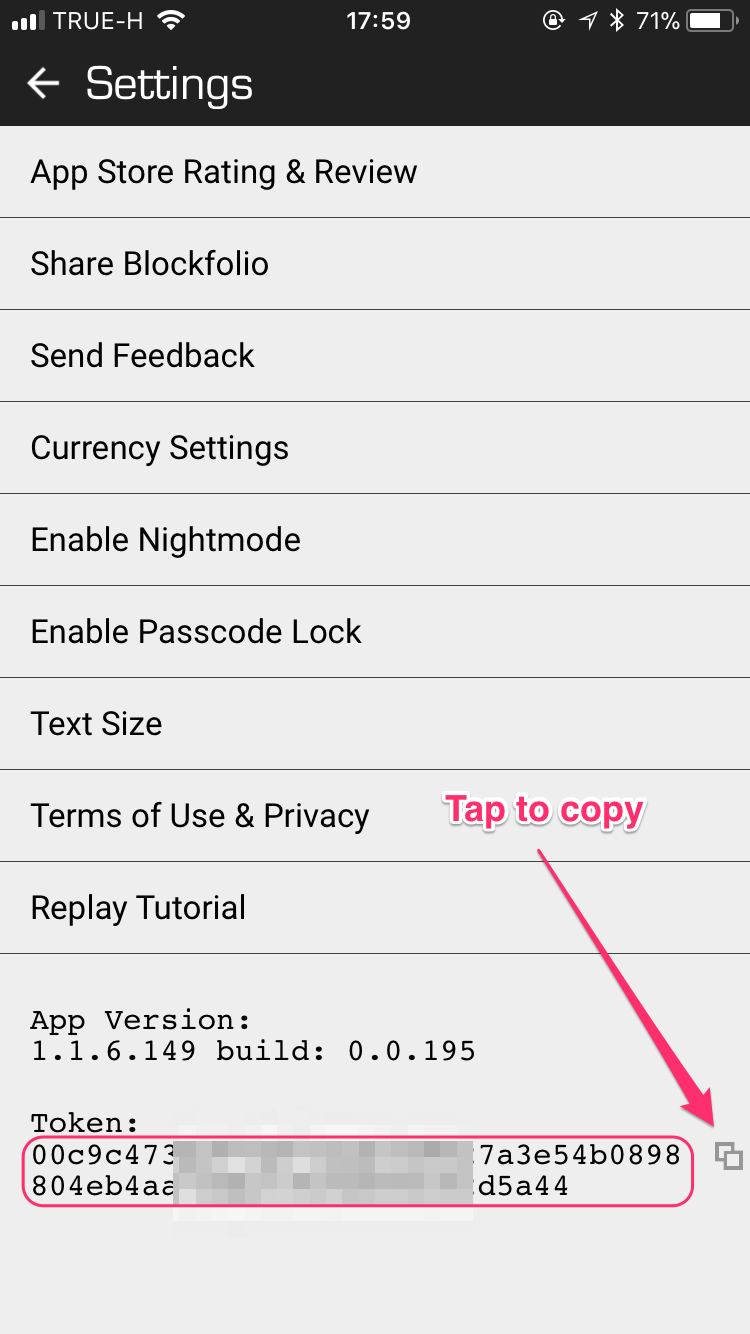 TRUE-H 17:59 71%
Settings
App Store Rating & Review
Share Blockfolio
Send Feedback
Currency Settings
Enable Nightmode
Enable Passcode Lock
Text Size
Terms of Use & Privacy
Tap to copy
Replay Tutorial
App Version:
1.1.6.149 build: 0.0.195
Token:
00c9c473 7a3e54b0898
804eb4aa d5a44